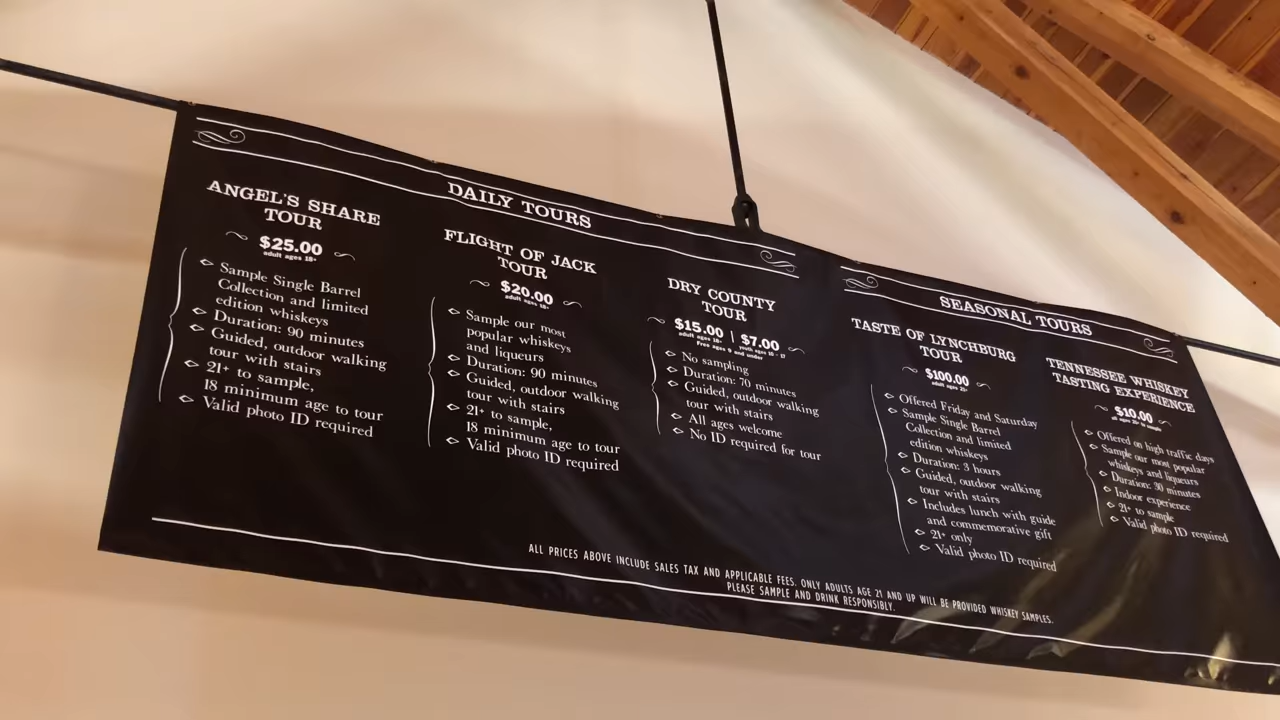 DAILY TOURS
ANGEL'S SHARE
TOUR
$25.00
adult ages 18+
Sample Single Barrel
Collection and limited
edition whiskeys
Duration: 90 minutes
Guided, outdoor walking
tour with stairs
21+ to sample,
18 minimum age to tour
Valid photo ID required
FLIGHT OF JACK
TOUR
$20.00
adult ages 18+
Sample our most
popular whiskeys
and liqueurs
Duration: 90 minutes
Guided, outdoor walking
tour with stairs
21+ to sample,
18 minimum age to tour
Valid photo ID required
DRY COUNTY
TOUR
$15.00 | $7.00
adult ages 18+ youth ages 10 - 17
Free ages 9 and under
No sampling
Duration: 70 minutes
Guided, outdoor walking
tour with stairs
All ages welcome
No ID required for tour
SEASONAL TOURS
TASTE OF LYNCHBURG
TOUR
$100.00
adult ages 21+
Offered Friday and Saturday
Sample Single Barrel
Collection and limited
edition whiskeys
Duration: 3 hours
Guided, outdoor walking
tour with stairs
Includes lunch with guide
and commemorative gift
21+ only
Valid photo ID required
TENNESSEE WHISKEY
TASTING EXPERIENCE
$10.00
Offered on high traffic days
Sample our most popular
whiskeys and liqueurs
Duration: 30 minutes
Indoor experience
21+ to sample
Valid photo ID required
ALL PRICES ABOVE INCLUDE SALES TAX AND APPLICABLE FEES. ONLY ADULTS AGE 21 AND UP WILL BE PROVIDED WHISKEY SAMPLES.
PLEASE SAMPLE AND DRINK RESPONSIBLY.